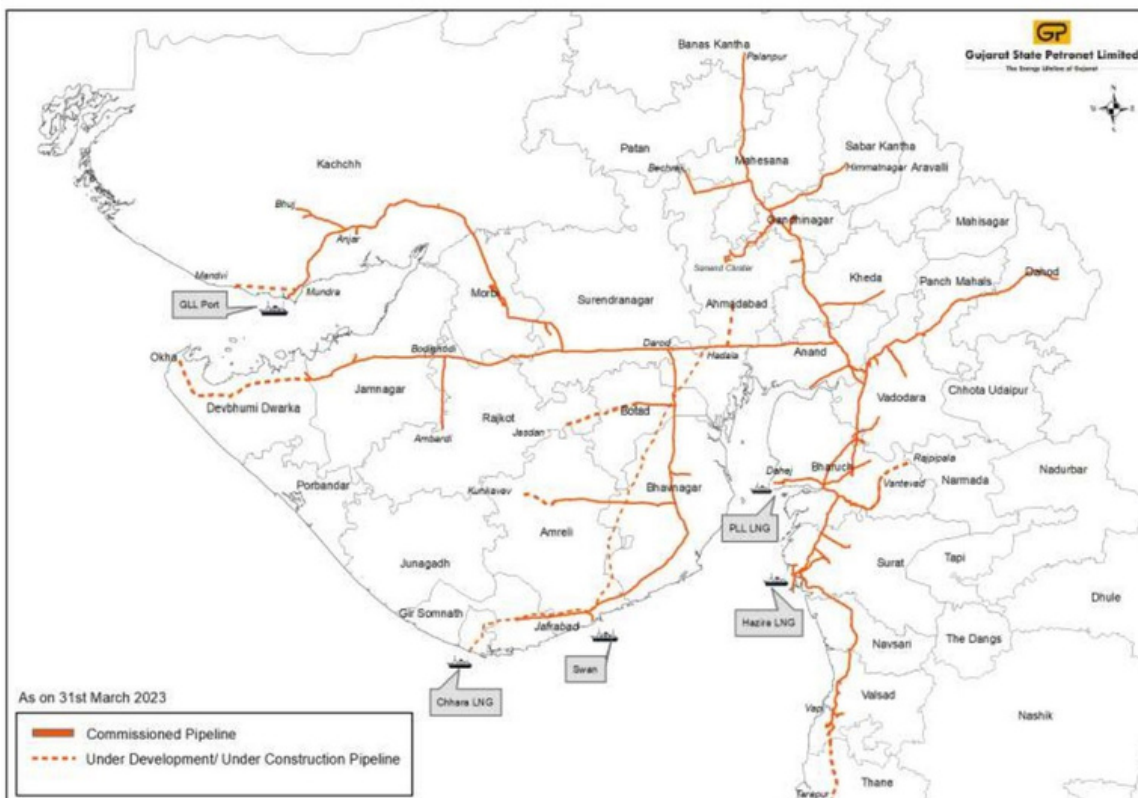 GP
Gujarat State Petronet Limited
The Energy Lifeline of Gujarat
N
E
Banas Kantha
Palanpur
Patan
Mahesana
Sabar Kantha
Himmatnagar
Aravalli
Kachchh
Bhuj
Anjar
Gandhinagar
Mahisagar
Sanand Cluster
Kheda
Panch Mahals
Dahod
Mandvi
Mundra
GLL Port
Morbi
Surendranagar
Ahmadabad
Okha
Bodighodi
Darod
Hadala
Anand
Devbhumi Dwarka
Jamnagar
Rajkot
Botad
Jasdan
Ambardi
Vadodara
Chhota Udaipur
Porbandar
Kunkavav
Bhavnagar
Dahej
Bharuch
Rajpipala
Vantevad
Narmada
Nadurbar
PLL LNG
Amreli
Junagadh
Surat
Tapi
Dhule
Gir Somnath
Jafrabad
Hazira LNG
Navsari
The Dangs
Swan
Chhara LNG
Valsad
Vapi
Nashik
Thane
Tarapur
As on 31st March 2023
Commissioned Pipeline
Under Development/ Under Construction Pipeline